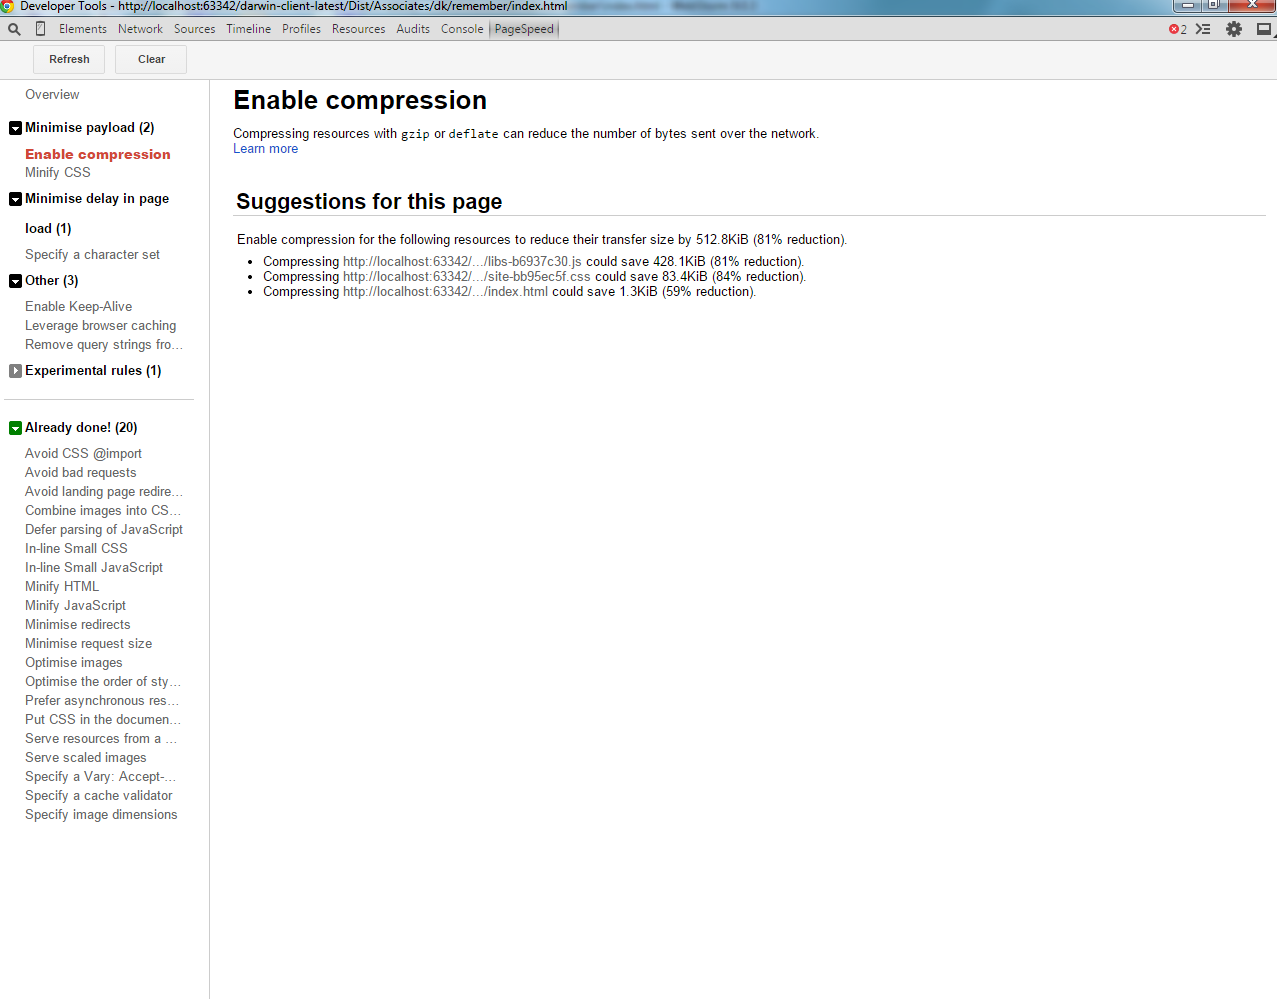 Developer Tools - http://localhost:63342/darwin-client-latest/Dist/Associates/dk/remember/index.html
Elements Network Sources Timeline Profiles Resources Audits Console PageSpeed 2
Refresh Clear
Overview
Minimise payload (2)
Enable compression
Minify CSS
Minimise delay in page
load (1)
Specify a character set
Other (3)
Enable Keep-Alive
Leverage browser caching
Remove query strings fro...
Experimental rules (1)
Already done! (20)
Avoid CSS @import
Avoid bad requests
Avoid landing page redire...
Combine images into CS...
Defer parsing of JavaScript
In-line Small CSS
In-line Small JavaScript
Minify HTML
Minify JavaScript
Minimise redirects
Minimise request size
Optimise images
Optimise the order of sty...
Prefer asynchronous res...
Put CSS in the documen...
Serve resources from a ...
Serve scaled images
Specify a Vary: Accept-...
Specify a cache validator
Specify image dimensions
Enable compression
Compressing resources with gzip or deflate can reduce the number of bytes sent over the network.
Learn more
Suggestions for this page
Enable compression for the following resources to reduce their transfer size by 512.8KiB (81% reduction).
• Compressing http://localhost:63342/.../libs-b6937c30.js could save 428.1KiB (81% reduction).
• Compressing http://localhost:63342/.../site-bb95ec5f.css could save 83.4KiB (84% reduction).
• Compressing http://localhost:63342/.../index.html could save 1.3KiB (59% reduction).